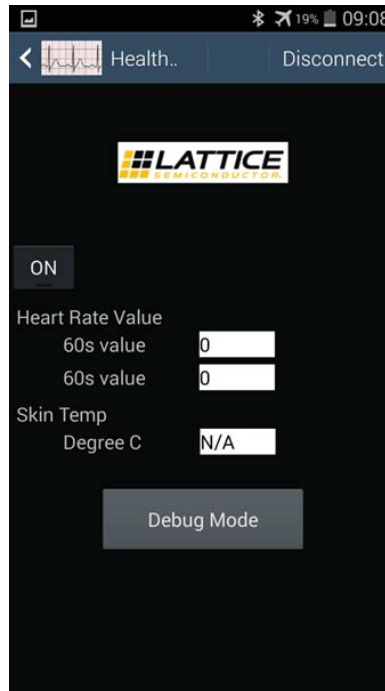 19% 09:08
Health.. Disconnect
LATTICE
SEMICONDUCTOR.
ON
Heart Rate Value
60s value 0
60s value 0
Skin Temp
Degree C N/A
Debug Mode